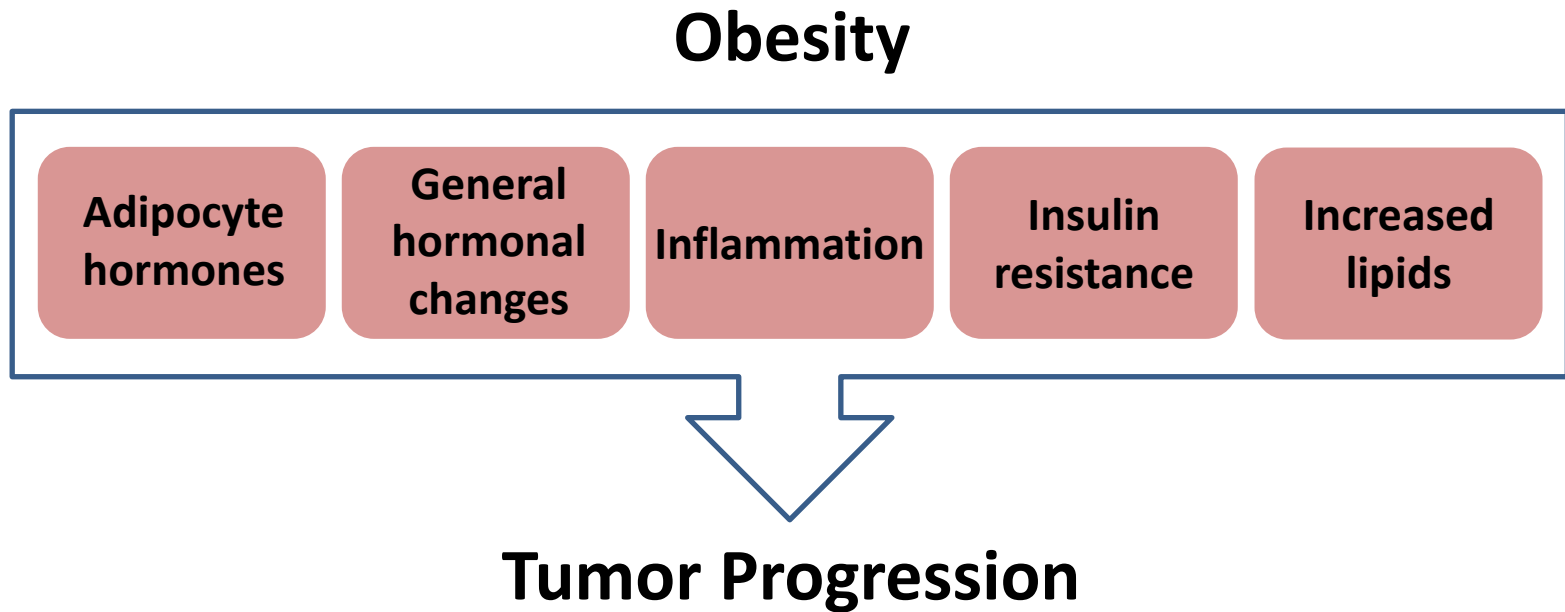 Obesity
Adipocyte
hormones
General
hormonal
changes
Inflammation
Insulin
resistance
Increased
lipids
Tumor Progression